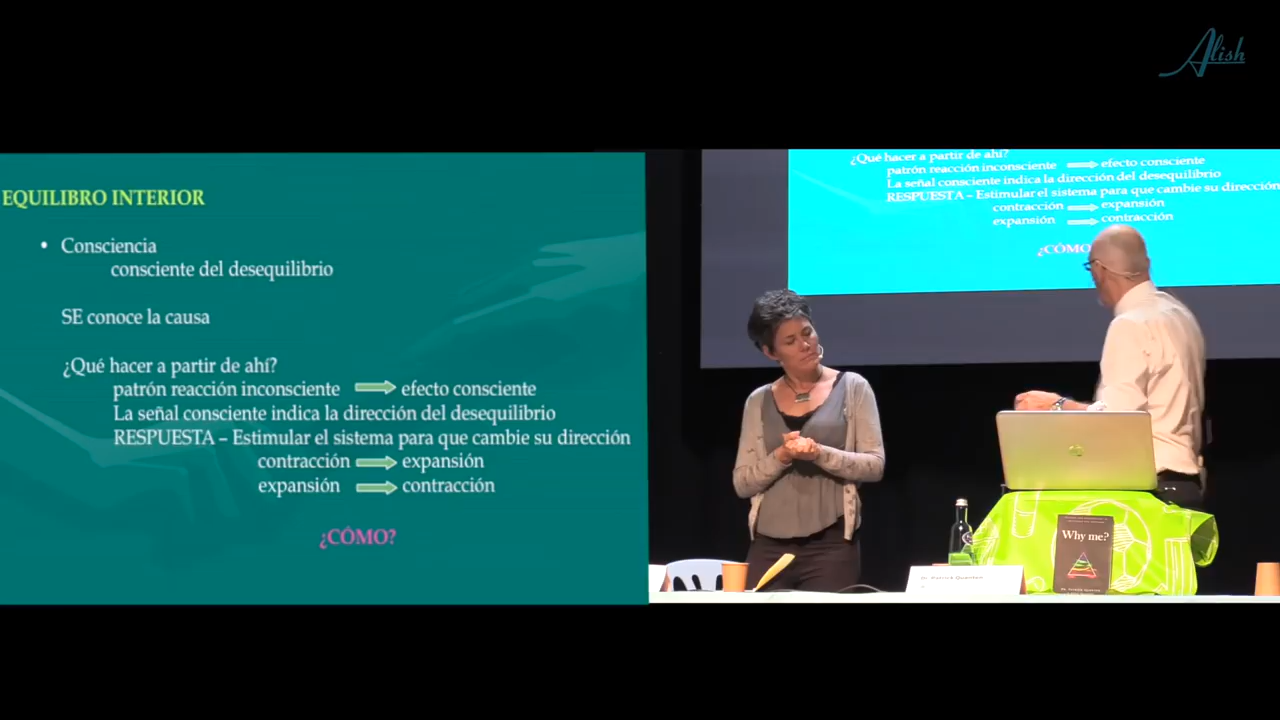 Alish
EQUILIBRO INTERIOR
• Consciencia
consciente del desequilibrio
SE conoce la causa
¿Qué hacer a partir de ahí?
patrón reacción inconsciente efecto consciente
La señal consciente indica la dirección del desequilibrio
RESPUESTA – Estimular el sistema para que cambie su dirección
contracción expansión
expansión contracción
¿CÓMO?
¿Qué hacer a partir de ahí?
patrón reacción inconsciente efecto consciente
La señal consciente indica la dirección del desequilibrio
RESPUESTA – Estimular el sistema para que cambie su dirección
contracción expansión
expansión contracción
¿CÓMO
Why me?
Dr. Patrick Quanten